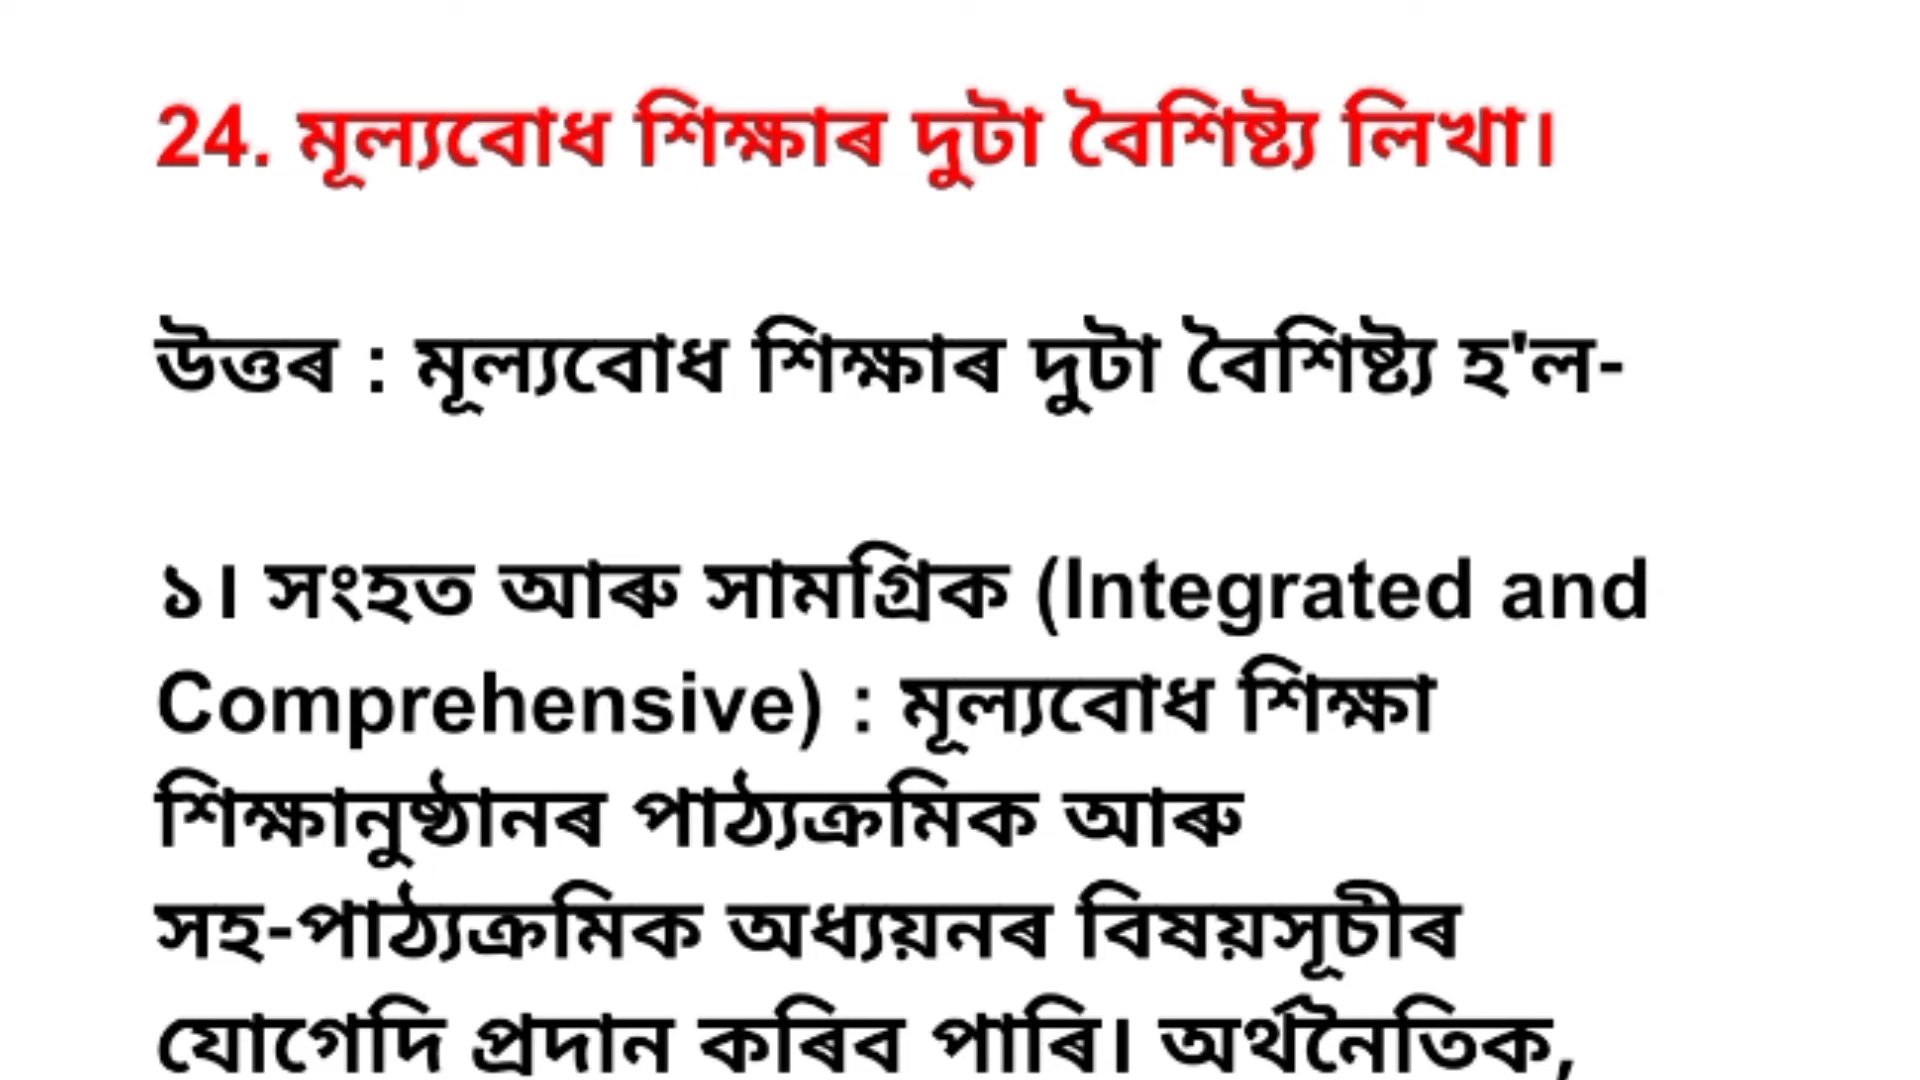 24. মূল্যবোধ শিক্ষাৰ দুটা বৈশিষ্ট্য লিখা।
উত্তৰ : মূল্যবোধ শিক্ষাৰ দুটা বৈশিষ্ট্য হ'ল-
১। সংহত আৰু সামগ্ৰিক (Integrated and
Comprehensive) : মূল্যবোধ শিক্ষা
শিক্ষানুষ্ঠানৰ পাঠ্যক্ৰমিক আৰু
সহ-পাঠ্যক্ৰমিক অধ্যয়নৰ বিষয়সূচীৰ
যোগেদি প্ৰদান কৰিব পাৰি। অৰ্থনৈতিক,